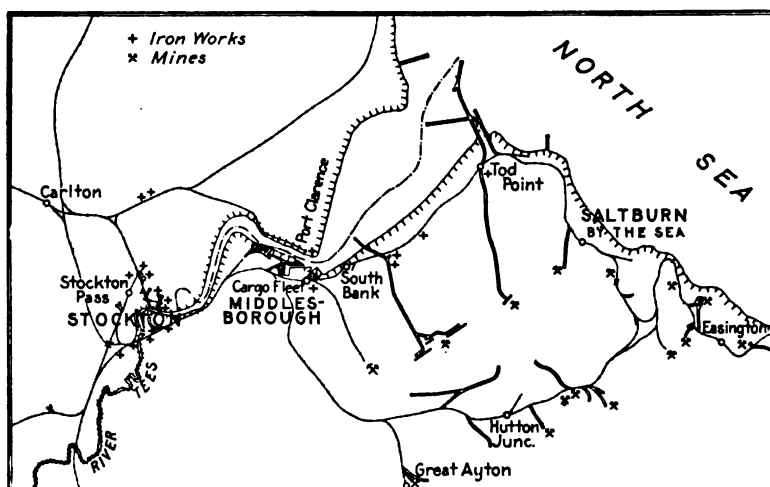 + Iron Works
Mines
NORTH
SEA
Carlton
Port Clarence
Tod
Point
SALTBURN
BY THE SEA
Stockton
Pass.
STOCKTON
Cargo Fleet
MIDDLES-
BOROUGH
South
Bank
Easington
RIVER
TEES
Hutton
Junc.
Great Ayton